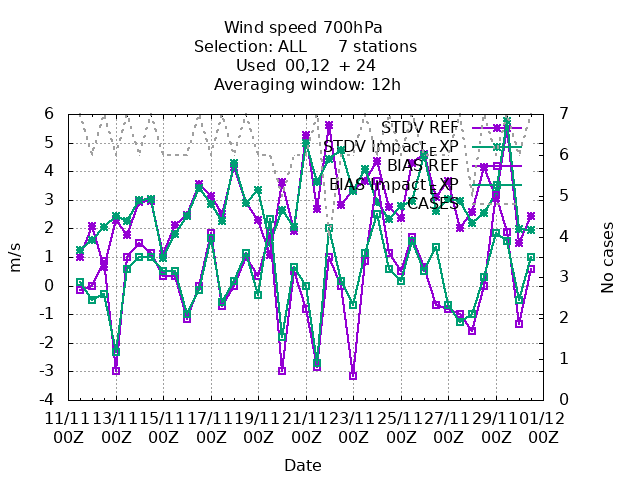 Wind speed 700hPa
Selection: ALL      7 stations
Used  00,12  + 24
Averaging window: 12h
6
5
4
3
2
1
0
-1
-2
-3
-4
m/s
7
6
5
4
3
2
1
0
No cases
STDV REF
STDV Impact_XP
BIAS REF
BIAS Impact_XP
CASES
11/11 13/11 15/11 17/11 19/11 21/11 23/11 25/11 27/11 29/11 01/12
00Z 00Z 00Z 00Z 00Z 00Z 00Z 00Z 00Z 00Z 00Z
Date